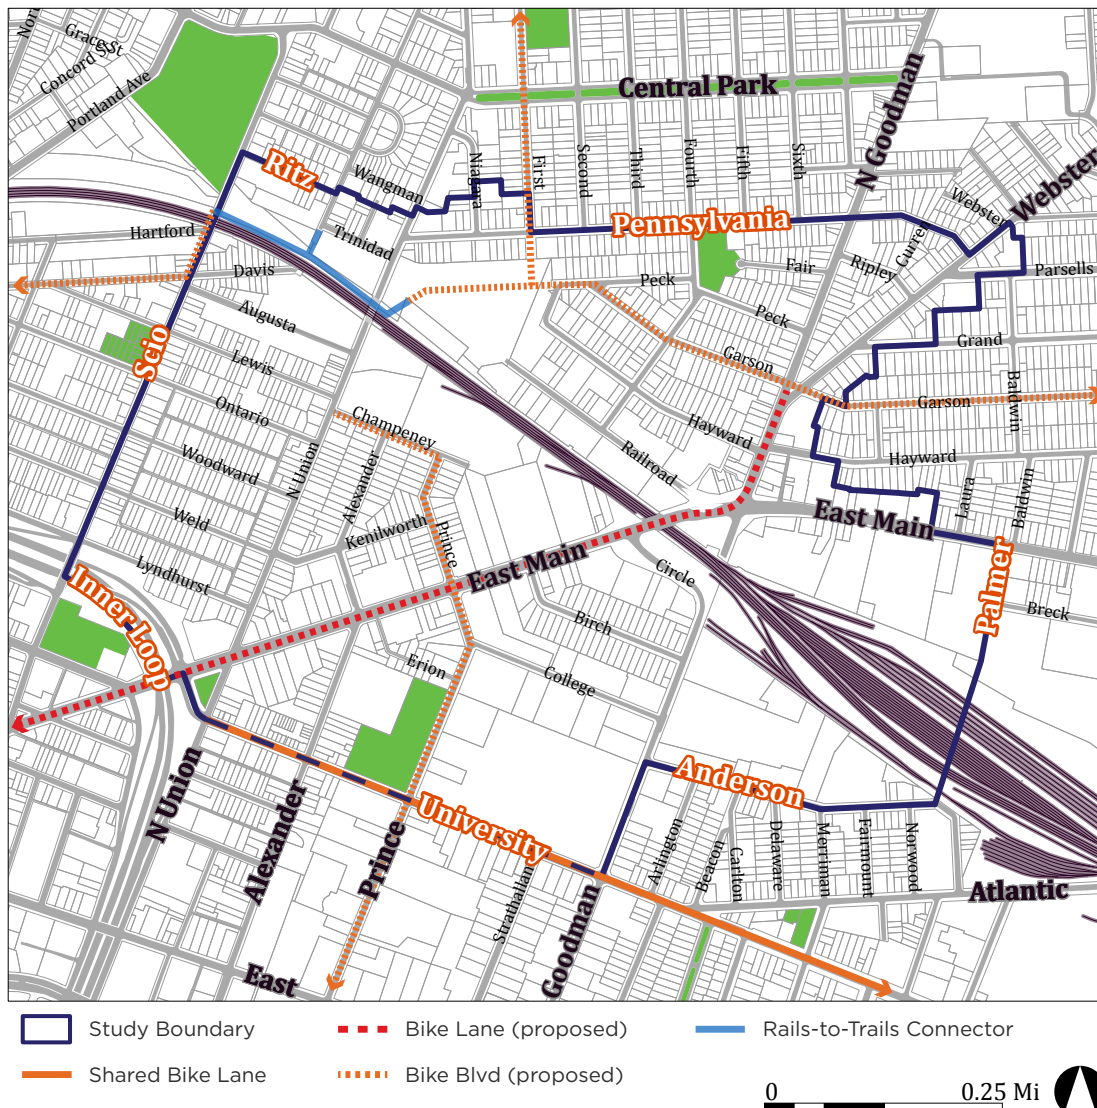 Nor
Grace St
Concord St
Portland Ave
Central Park
N Goodman
Webster
Ritz
Wangman
Niagara
First
Second
Third
Fourth
Fifth
Sixth
Webster
Hartford
Trinidad
Pennsylvania
Curren
Davis
Peck
Fair
Ripley
Parsells
Augusta
Peck
Scio
Lewis
Garson
Grand
Baldwin
Ontario
Champeney
Garson
Hayward
Woodward
N Union
Alexander
Railroad
Hayward
Laura
Baldwin
Weld
Kenilworth
Prince
East Main
East Main
Lyndhurst
Circle
Palmer
Inner Loop
Birch
Breck
Erion
College
N Union
Alexander
Prince
University
Anderson
Arlington
Beacon
Carlton
Delaware
Merriman
Fairmount
Norwood
Strathallan
Goodman
Atlantic
East
Study Boundary
Bike Lane (proposed)
Rails-to-Trails Connector
Shared Bike Lane
Bike Blvd (proposed)
0 0.25 Mi